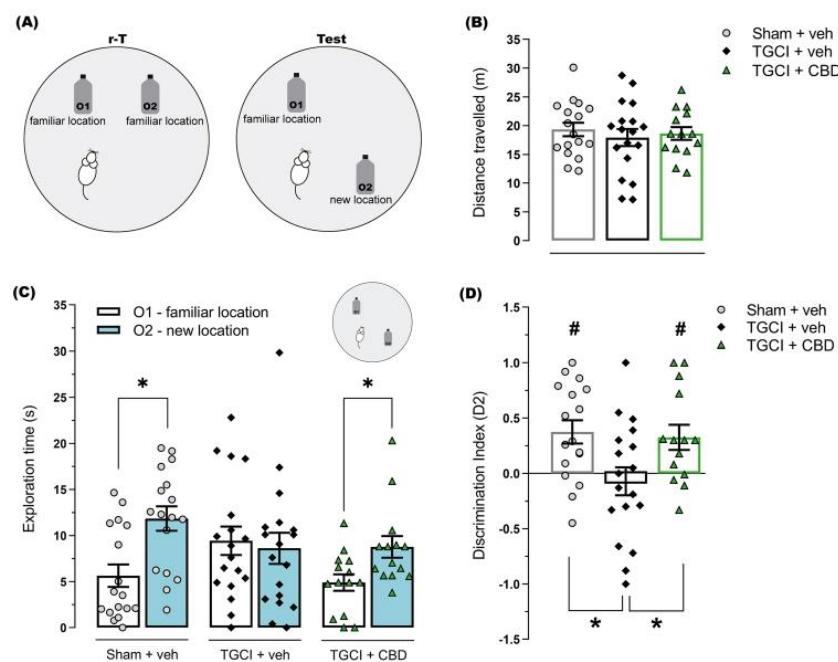 (A)
r-T
Test
O1
O2
familiar location
familiar location
O1
familiar location
O2
new location
(B)
Sham + veh
TGCI + veh
TGCI + CBD
Distance travelled (m)
35
30
25
20
15
10
5
0
(C)
O1 - familiar location
O2 - new location
Exploration time (s)
35
30
25
20
15
10
5
0
*
*
Sham + veh
TGCI + veh
TGCI + CBD
(D)
Sham + veh
TGCI + veh
TGCI + CBD
Discrimination Index (D2)
1.5
1.0
0.5
0.0
-0.5
-1.0
-1.5
#
#
*
*